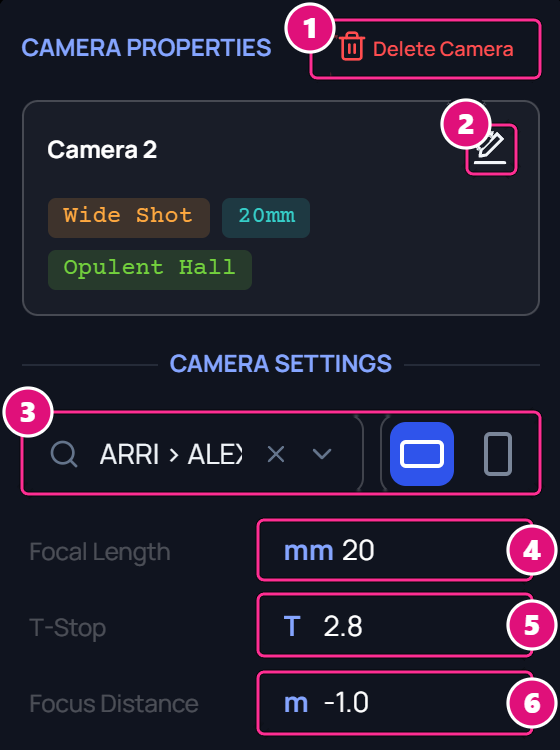 CAMERA PROPERTIES 1 Delete Camera
2
Camera 2
Wide Shot 20mm
Opulent Hall
CAMERA SETTINGS
3
ARRI > ALEX
Focal Length mm 20 4
T-Stop T 2.8 5
Focus Distance m -1.0 6